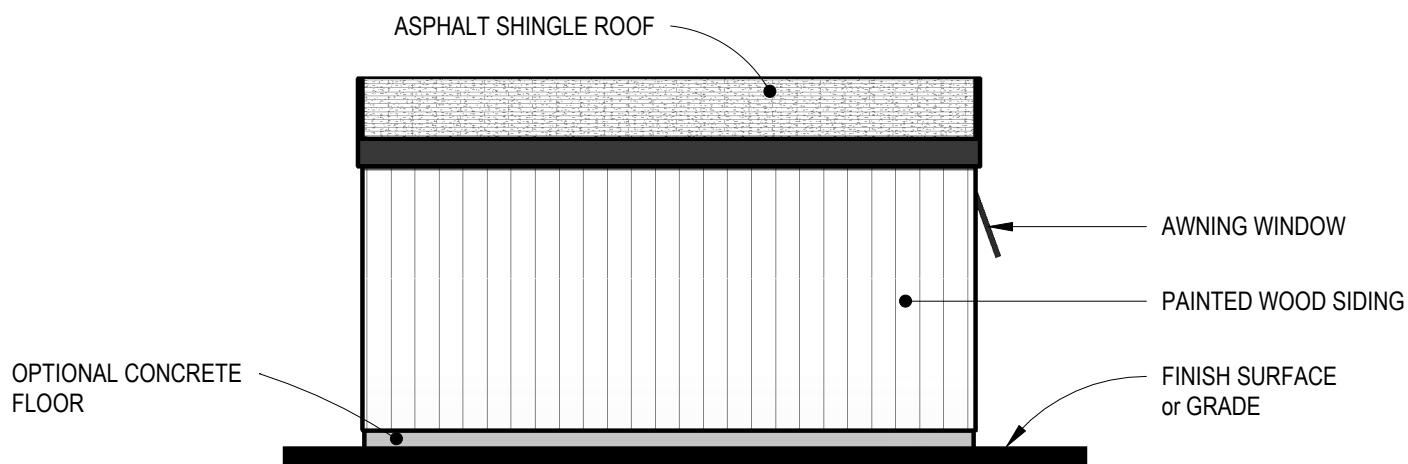 ASPHALT SHINGLE ROOF
AWNING WINDOW
PAINTED WOOD SIDING
OPTIONAL CONCRETE
FLOOR
FINISH SURFACE
or GRADE